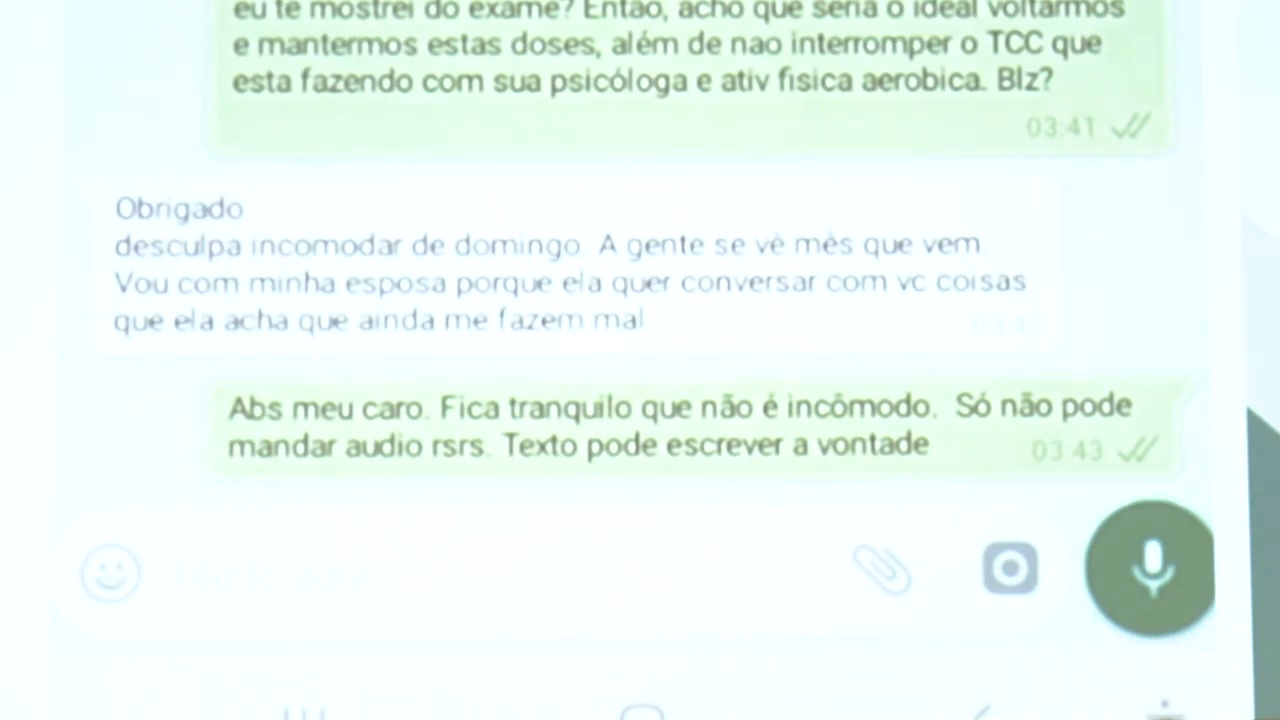 eu te mostrei do exame? Então, acho que seria o ideal voltarmos
e mantermos estas doses, além de nao interromper o TCC que
esta fazendo com sua psicóloga e ativ fisica aerobica. Blz?
03:41
Obrigado
desculpa incomodar de domingo. A gente se vê mês que vem
Vou com minha esposa porque ela quer conversar com vc coisas
que ela acha que ainda me fazem mal
Abs meu caro. Fica tranquilo que não é incômodo. Só não pode
mandar audio rsrs. Texto pode escrever a vontade
03:43